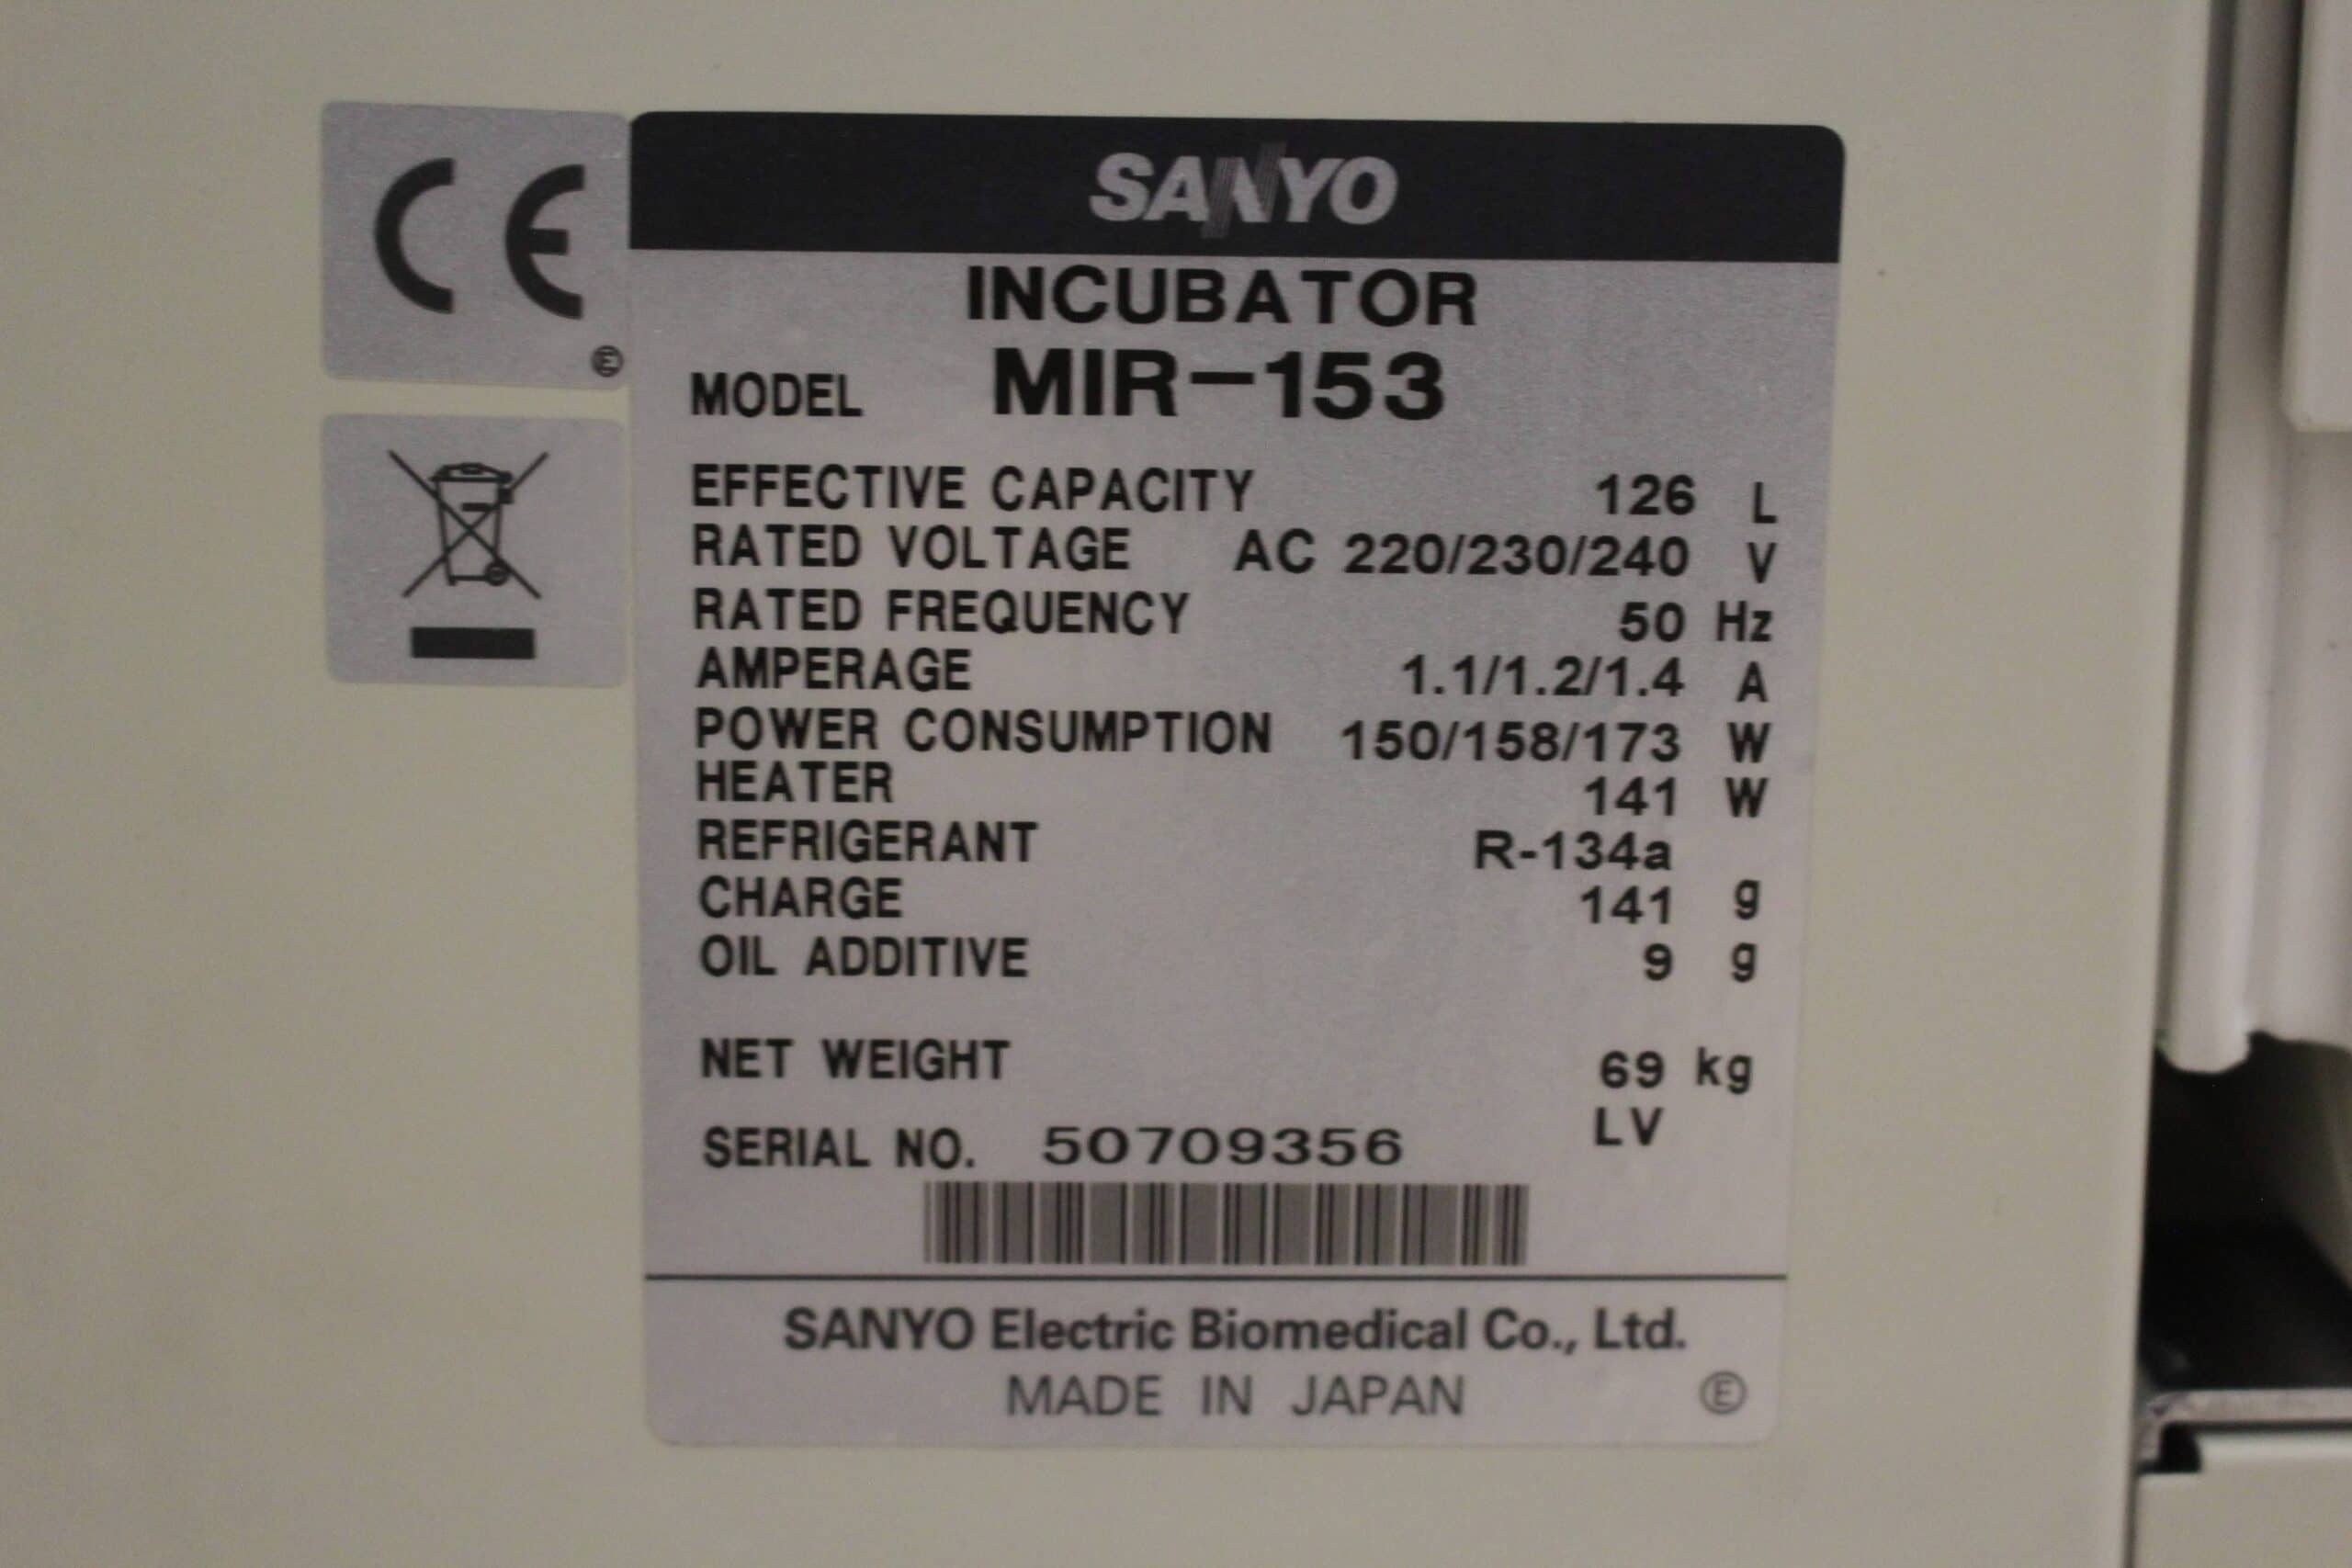 CE
Ⓔ
SANYO
INCUBATOR
MODEL MIR-153
EFFECTIVE CAPACITY 126 L
RATED VOLTAGE AC 220/230/240 V
RATED FREQUENCY 50 Hz
AMPERAGE 1.1/1.2/1.4 A
POWER CONSUMPTION 150/158/173 W
HEATER 141 W
REFRIGERANT R-134a
CHARGE 141 g
OIL ADDITIVE 9 g
NET WEIGHT 69 kg
LV
SERIAL NO. 50709356
SANYO Electric Biomedical Co., Ltd.
MADE IN JAPAN Ⓔ